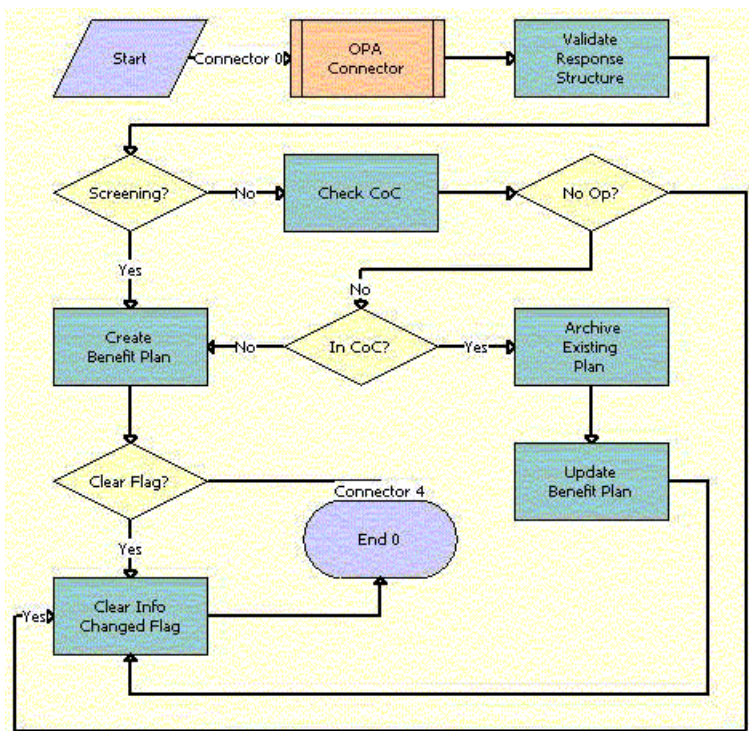 Start
Connector 0
OPA
Connector
Validate
Response
Structure
Screening?
No
Check CoC
No Op?
Yes
No
Create
Benefit Plan
No
In CoC?
Yes
Archive
Existing
Plan
Clear Flag?
Connector 4
Update
Benefit Plan
End 0
Yes
Yes
Clear Info
Changed Flag